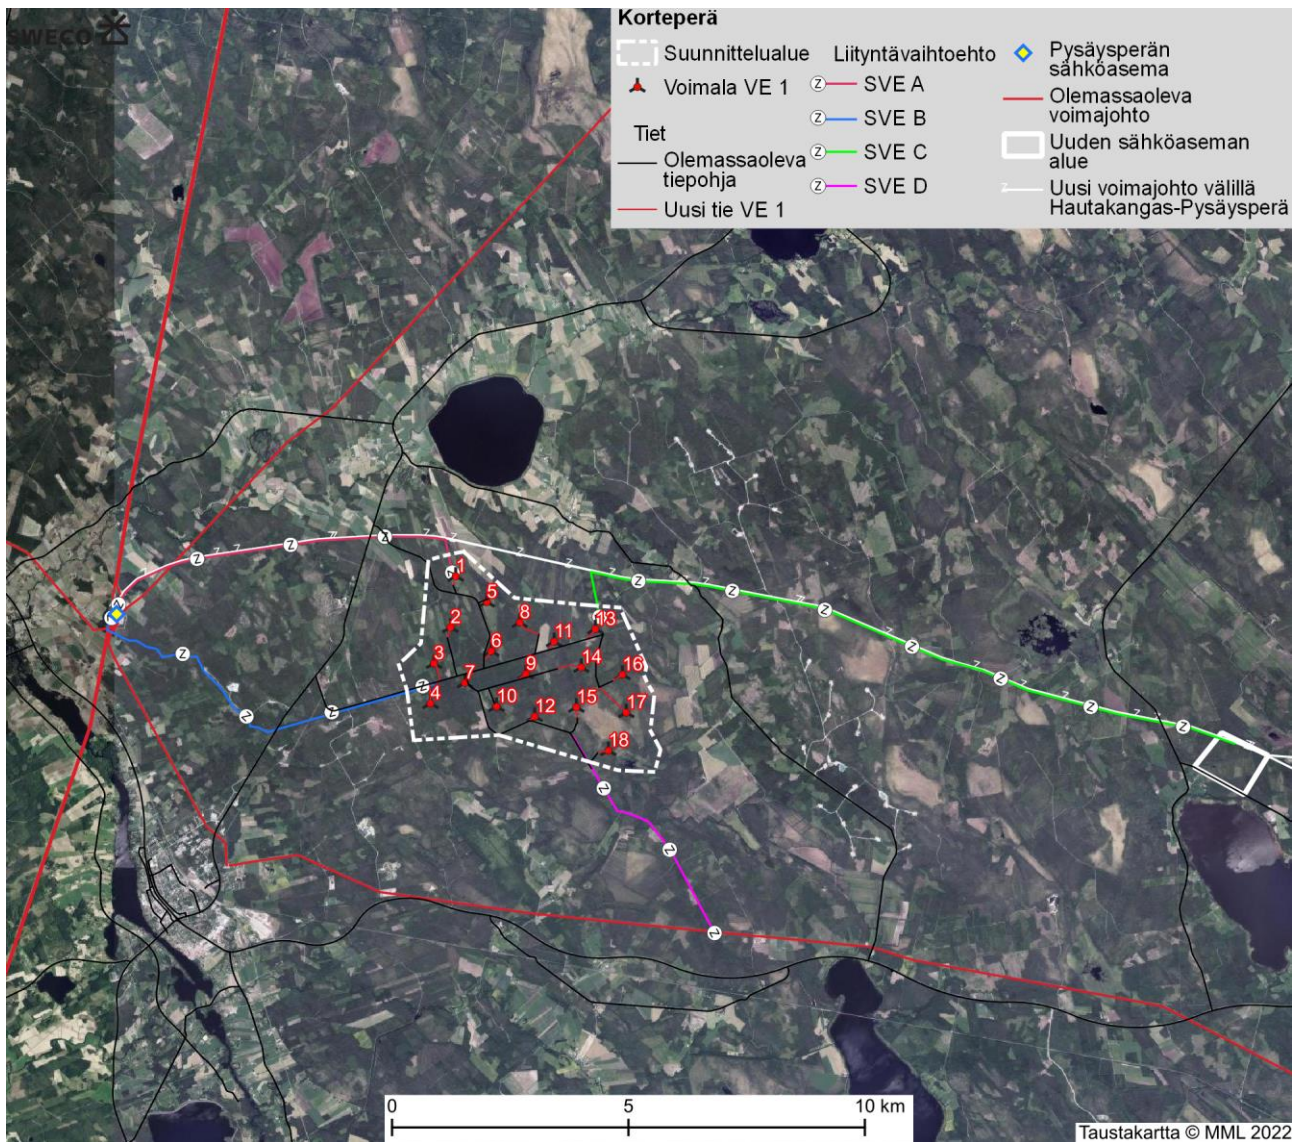 SWECO
Korteperä
Suunnittelualue
Voimala VE 1
Tiet
Olemassaoleva
tiepohja
Uusi tie VE 1
Liityntävaihtoehto
Z SVE A
Z SVE B
Z SVE C
Z SVE D
Pysäysperän
sähköasema
Olemassaoleva
voimajohto
Uuden sähköaseman
alue
Uusi voimajohto välillä
Hautakangas-Pysäysperä
1
5
2
8
13
11
6
3
14
16
9
7
4
10
15
17
12
18
0 5 10 km
Taustakartta © MML 2022